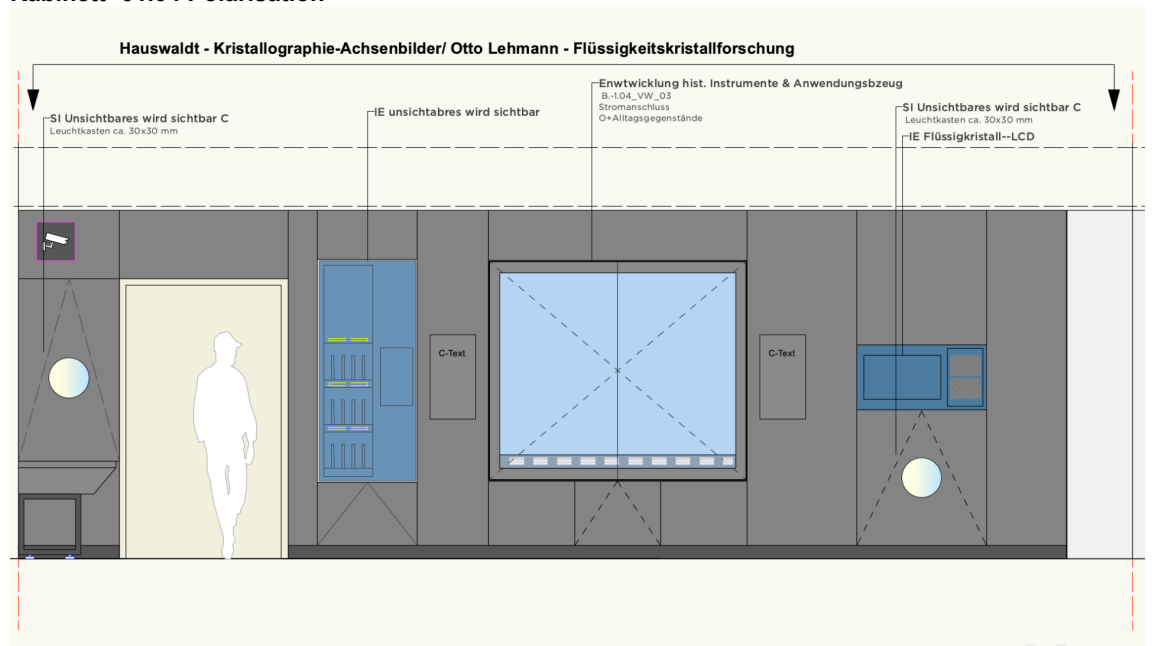 Kabinett -01.04 Polarisation
Hauswaldt - Kristallographie-Achsenbilder/ Otto Lehmann - Flüssigkeitskristallforschung
SI Unsichtbares wird sichtbar C
Leuchtkasten ca. 30x30 mm
IE unsichtabres wird sichtbar
Enwtwicklung hist. Instrumente & Anwendungsbzeug
B.-1.04_VW_03
Stromanschluss
O+Alltagsgegenstände
SI Unsichtbares wird sichtbar C
Leuchtkasten ca. 30x30 mm
IE Flüssigkristall--LCD
C-Text
C-Text